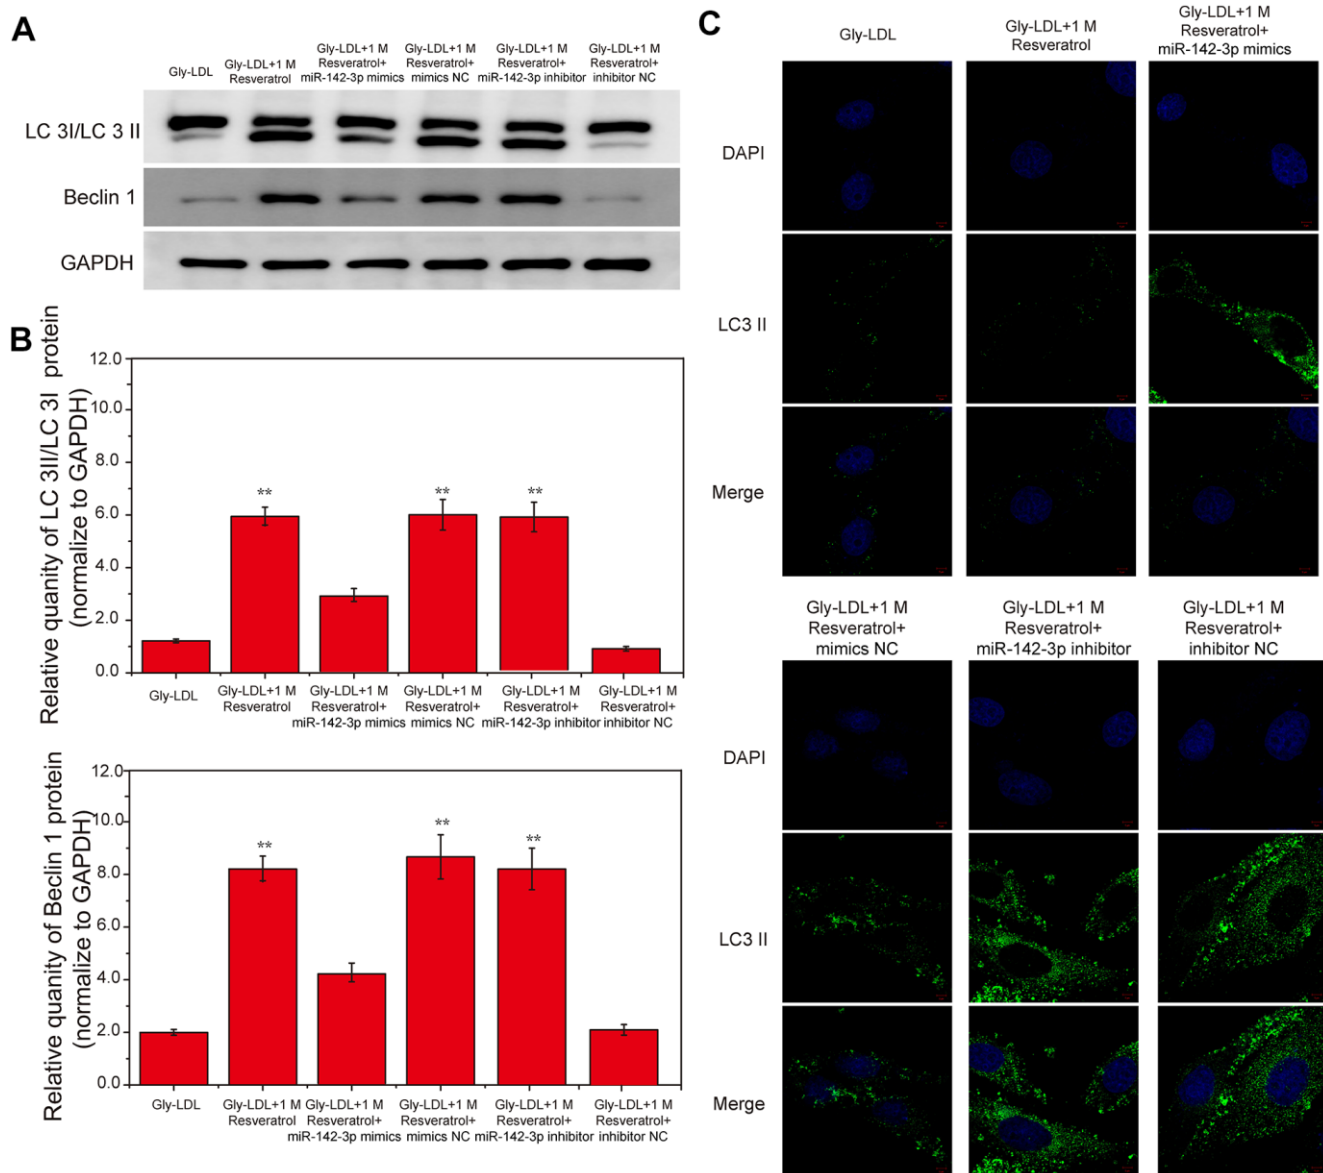 A
Gly-LDL
Gly-LDL+1 M
Resveratrol
Gly-LDL+1 M
Resveratrol+
miR-142-3p mimics
Gly-LDL+1 M
Resveratrol+
mimics NC
Gly-LDL+1 M
Resveratrol+
miR-142-3p inhibitor
Gly-LDL+1 M
Resveratrol+
inhibitor NC
LC 3I/LC 3 II
Beclin 1
GAPDH
B
Relative quanity of LC 3II/LC 3I protein
(normalize to GAPDH)
12.0
10.0
8.0
6.0
4.0
2.0
0.0
**
**
**
Gly-LDL
Gly-LDL+1 M
Resveratrol
Gly-LDL+1 M
Resveratrol+
miR-142-3p mimics
Gly-LDL+1 M
Resveratrol+
mimics NC
Gly-LDL+1 M
Resveratrol+
miR-142-3p inhibitor
Gly-LDL+1 M
Resveratrol+
inhibitor NC
Relative quanity of Beclin 1 protein
(normalize to GAPDH)
12.0
10.0
8.0
6.0
4.0
2.0
0.0
**
**
**
Gly-LDL
Gly-LDL+1 M
Resveratrol
Gly-LDL+1 M
Resveratrol+
miR-142-3p mimics
Gly-LDL+1 M
Resveratrol+
mimics NC
Gly-LDL+1 M
Resveratrol+
miR-142-3p inhibitor
Gly-LDL+1 M
Resveratrol+
inhibitor NC
C
Gly-LDL
Gly-LDL+1 M
Resveratrol
Gly-LDL+1 M
Resveratrol+
miR-142-3p mimics
DAPI
LC3 II
Merge
Gly-LDL+1 M
Resveratrol+
mimics NC
Gly-LDL+1 M
Resveratrol+
miR-142-3p inhibitor
Gly-LDL+1 M
Resveratrol+
inhibitor NC
DAPI
LC3 II
Merge